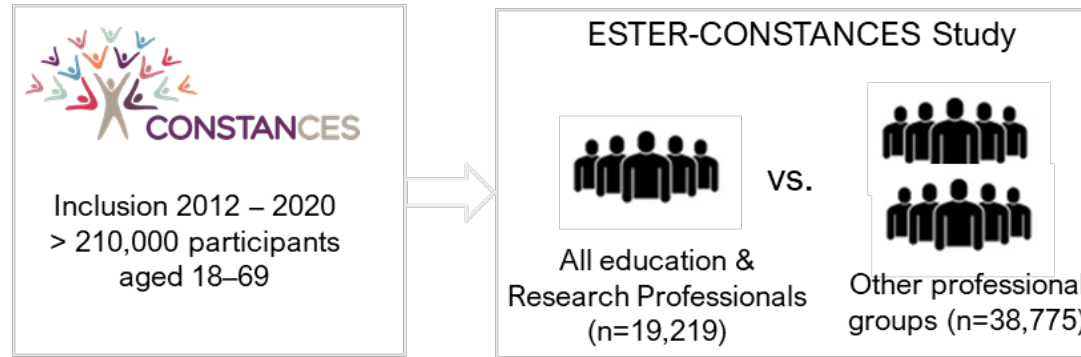 CONSTANCES
Inclusion 2012 – 2020
> 210,000 participants
aged 18–69
ESTER-CONSTANCES Study
vs.
All education &
Research Professionals
(n=19,219)
Other professional
groups (n=38,775)